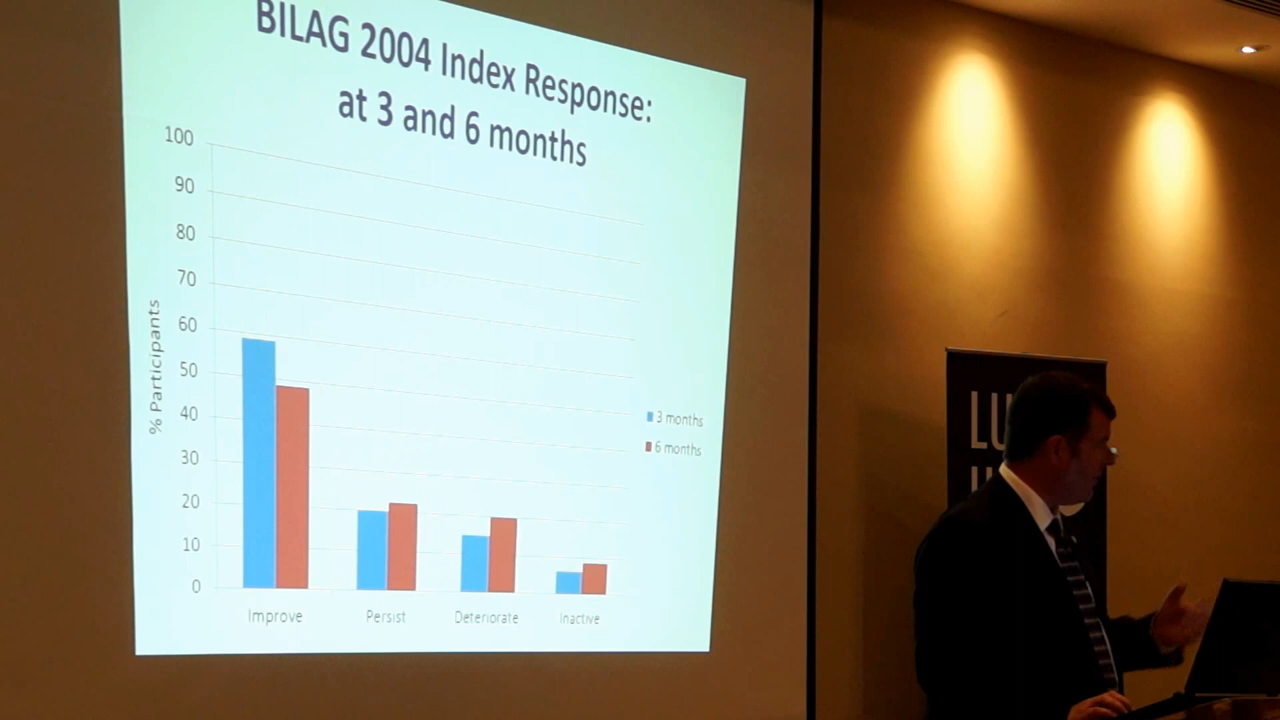 BILAG 2004 Index Response:
at 3 and 6 months
100
90
80
70
60
50
40
30
20
10
0
% Participants
3 months
6 months
Improve
Persist
Deteriorate
Inactive
LU